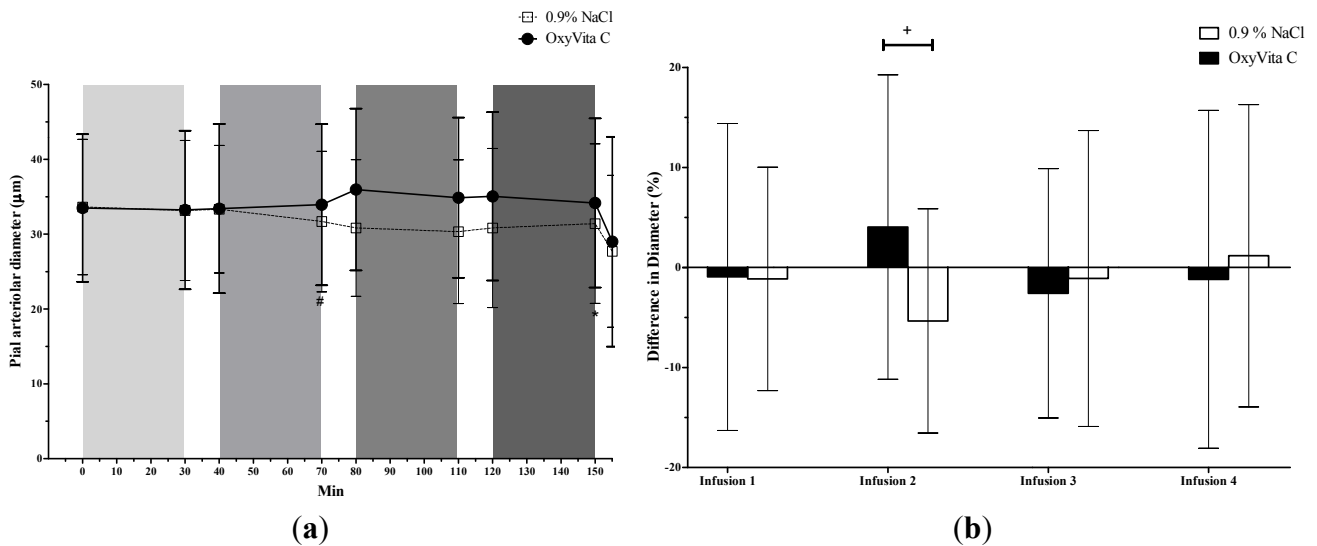 0.9% NaCl
OxyVita C
50
40
30
20
10
0
Pial arteriolar diameter (µm)
#
*
0 10 20 30 40 50 60 70 80 90 100 110 120 130 140 150
Min
(a)
0.9 % NaCl
OxyVita C
+
20
10
0
-10
-20
Difference in Diameter (%)
Infusion 1 Infusion 2 Infusion 3 Infusion 4
(b)